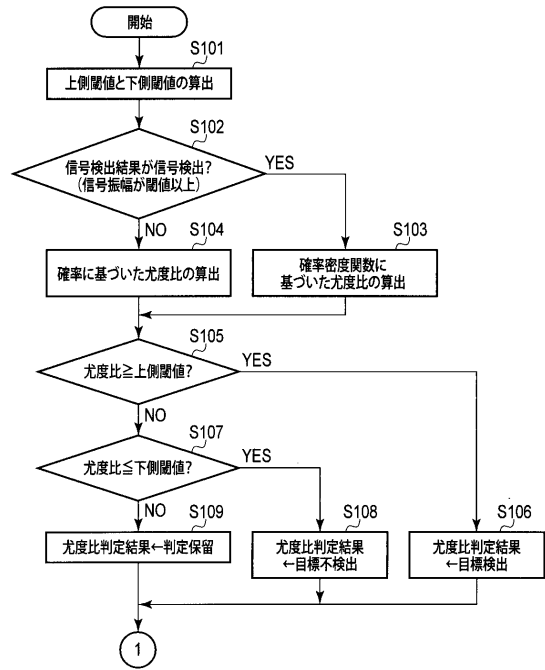 開始
S101
上側閾値と下側閾値の算出
S102
信号検出結果が信号検出?
(信号振幅が閾値以上)
YES
NO
S104
確率に基づいた尤度比の算出
S103
確率密度関数に
基づいた尤度比の算出
S105
尤度比≧上側閾値?
YES
NO
S107
尤度比≦下側閾値?
YES
NO
S109
尤度比判定結果←判定保留
S108
尤度比判定結果
←目標不検出
S106
尤度比判定結果
←目標検出
1